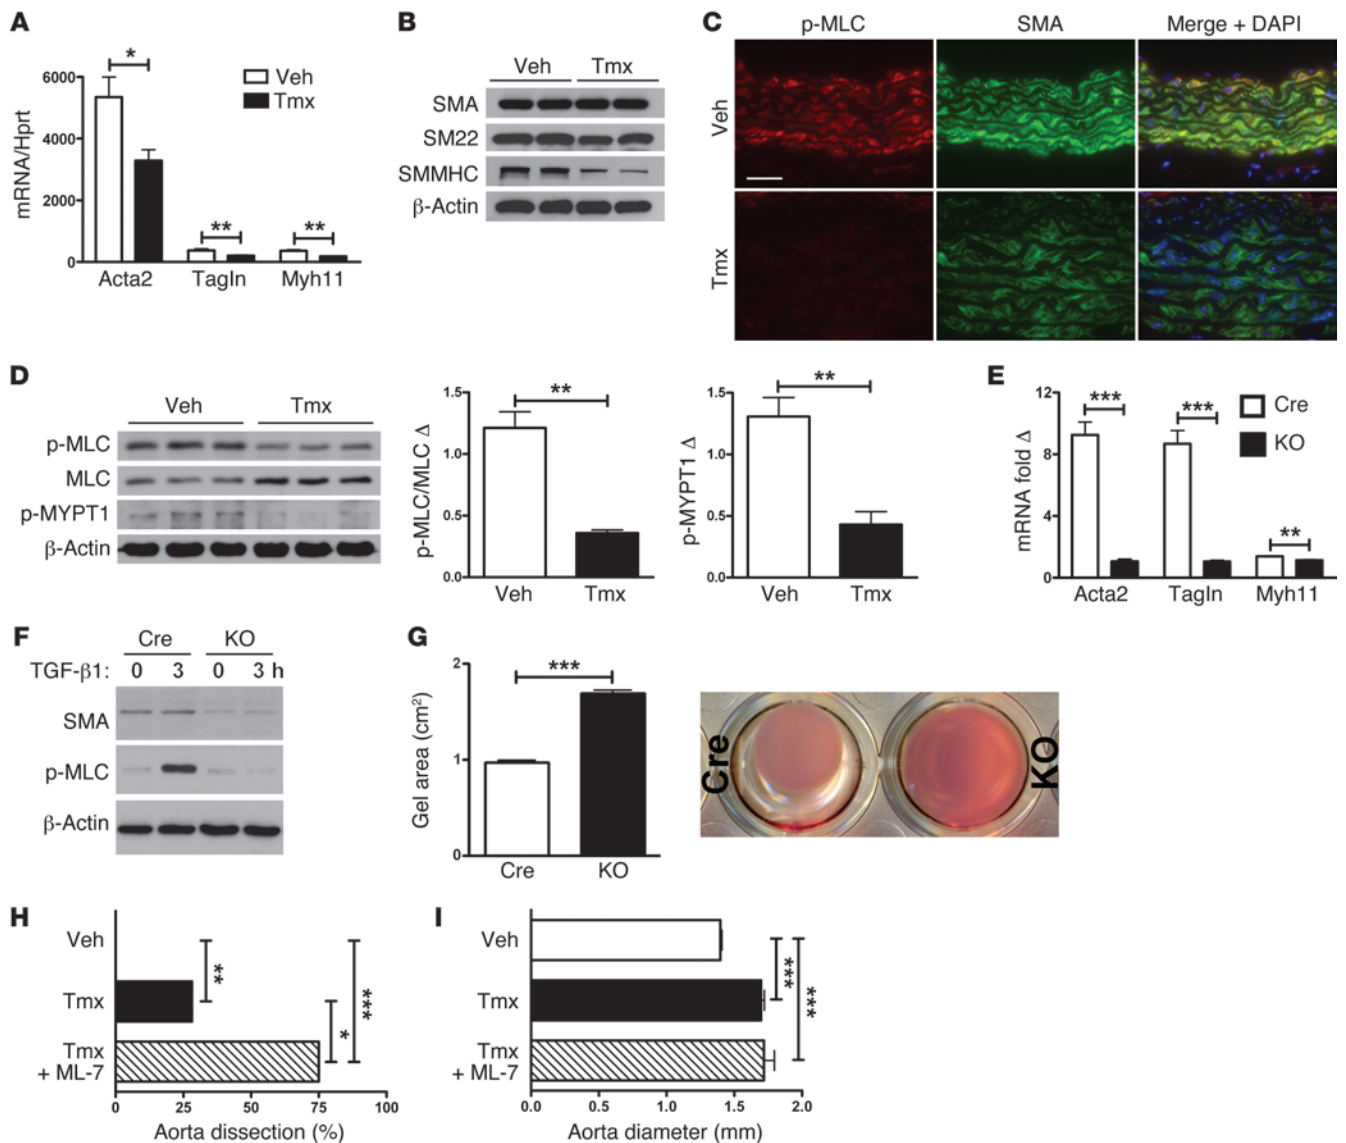 A
mRNA/Hprt
6000
4000
2000
0
*
**
**
Veh
Tmx
Acta2
Tagln
Myh11
B
Veh Tmx
SMA
SM22
SMMHC
β-Actin
C
p-MLC SMA Merge + DAPI
Veh
Tmx
D
Veh Tmx
p-MLC
MLC
p-MYPT1
β-Actin
p-MLC/MLC Δ
1.5
1.0
0.5
0.0
**
Veh Tmx
p-MYPT1 Δ
1.5
1.0
0.5
0.0
**
Veh Tmx
E
mRNA fold Δ
12
8
4
0
***
***
**
Cre
KO
Acta2 Tagln Myh11
F
Cre KO
TGF-β1: 0 3 0 3 h
SMA
p-MLC
β-Actin
G
Gel area (cm²)
2
1
0
***
Cre KO
Cre
KO
H
Veh
Tmx
Tmx
+ ML-7
**
*
***
0 25 50 75 100
Aorta dissection (%)
I
Veh
Tmx
Tmx
+ ML-7
***
***
0.0 0.5 1.0 1.5 2.0
Aorta diameter (mm)